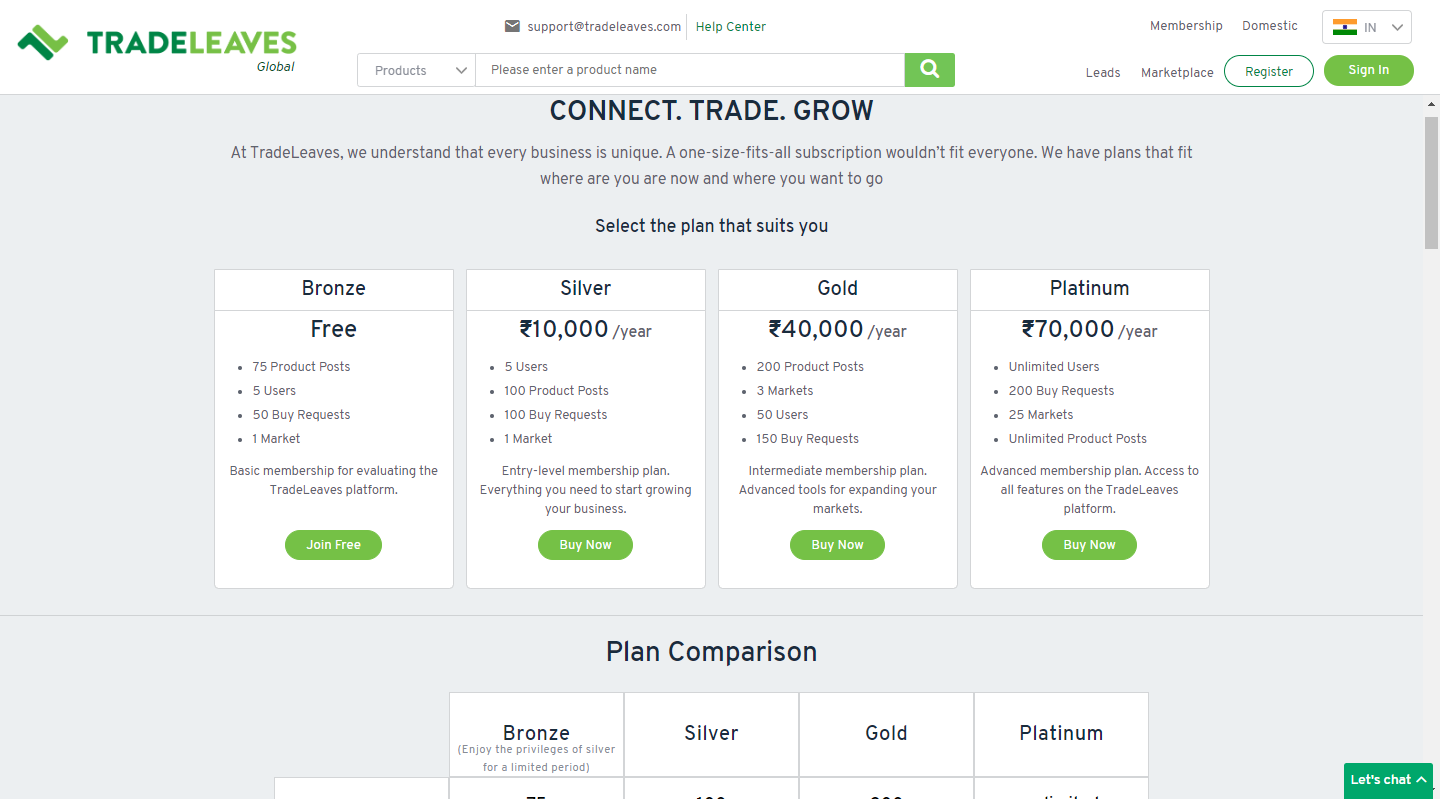 support@tradeleaves.com
Help Center
Membership
Domestic
IN
TRADELEAVES
Global
Products
Please enter a product name
Leads
Marketplace
Register
Sign In
CONNECT. TRADE. GROW
At TradeLeaves, we understand that every business is unique. A one-size-fits-all subscription wouldn't fit everyone. We have plans that fit
where are you are now and where you want to go
Select the plan that suits you
Bronze
Free
75 Product Posts
5 Users
50 Buy Requests
1 Market
Basic membership for evaluating the
TradeLeaves platform.
Join Free
Silver
₹10,000 /year
5 Users
100 Product Posts
100 Buy Requests
1 Market
Entry-level membership plan.
Everything you need to start growing
your business.
Buy Now
Gold
₹40,000 /year
200 Product Posts
3 Markets
50 Users
150 Buy Requests
Intermediate membership plan.
Advanced tools for expanding your
markets.
Buy Now
Platinum
₹70,000 /year
Unlimited Users
200 Buy Requests
25 Markets
Unlimited Product Posts
Advanced membership plan. Access to
all features on the TradeLeaves
platform.
Buy Now
Plan Comparison
Bronze
(Enjoy the privileges of silver
for a limited period)
Silver
Gold
Platinum
Let's chat